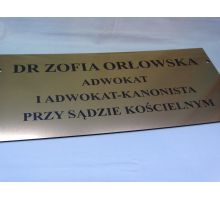 DR ZOFIA ORŁOWSKA
ADWOKAT
I ADWOKAT-KANONISTA
PRZY SĄDZIE KOŚCIELNYM